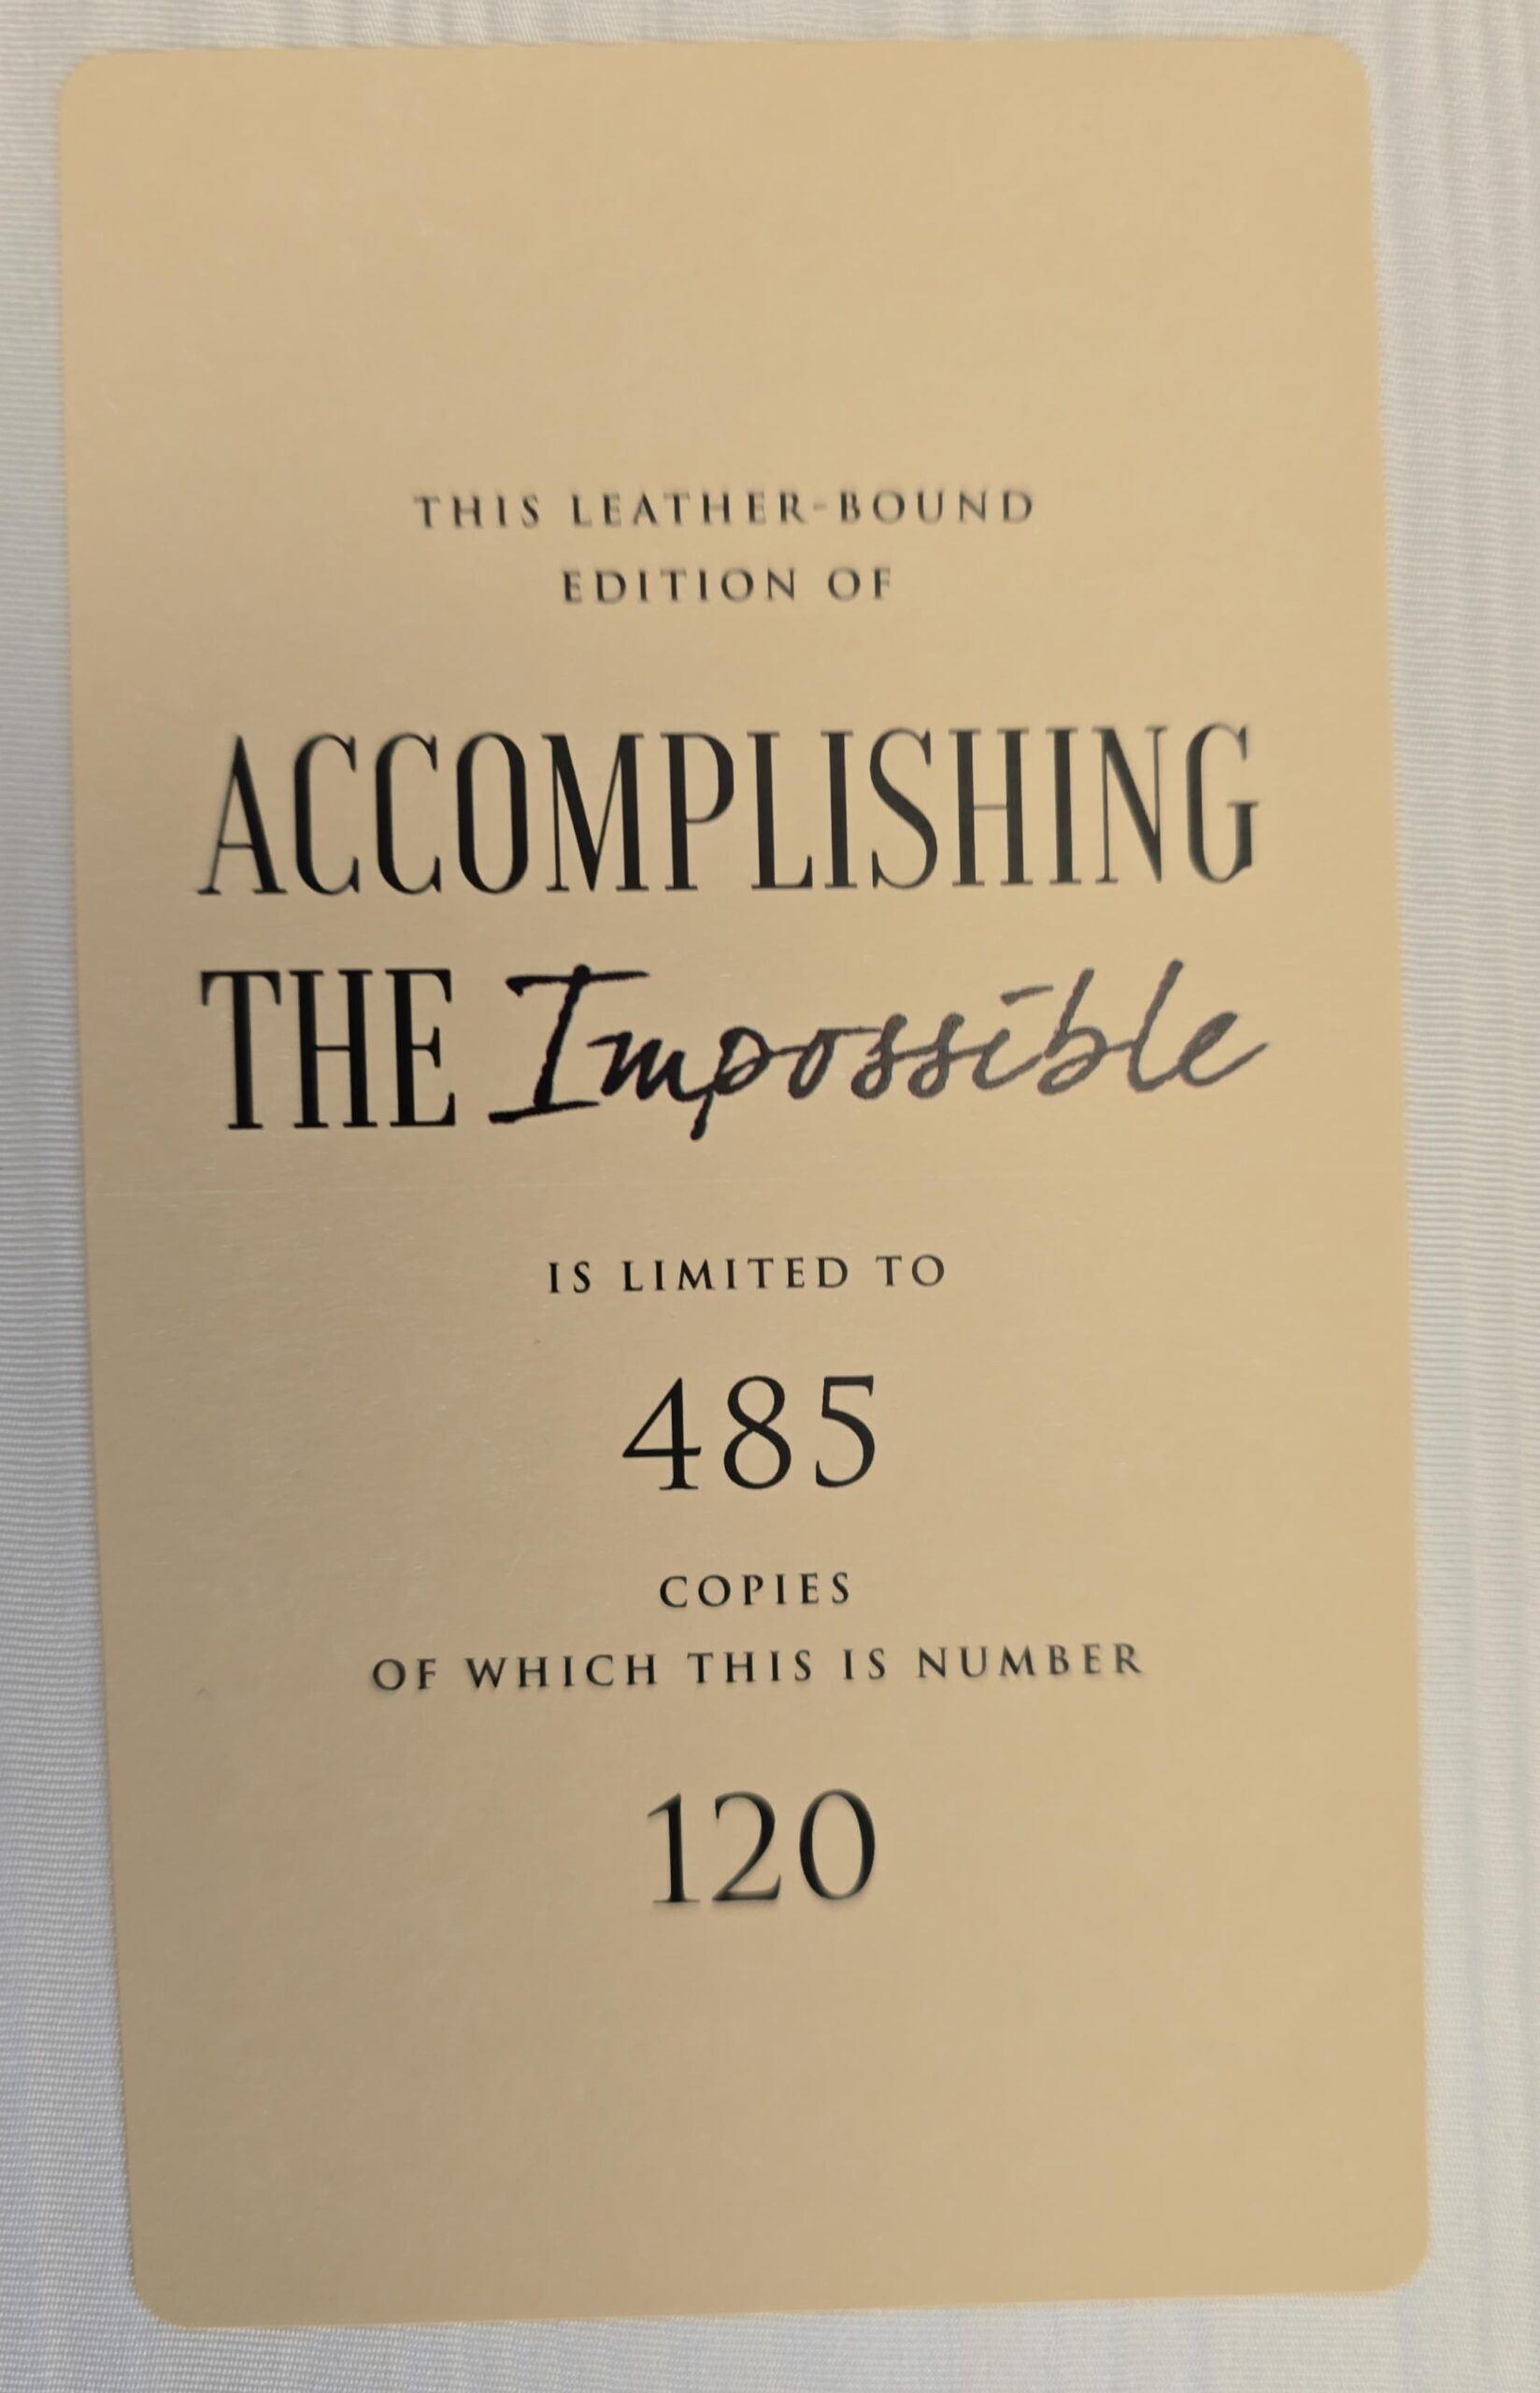 THIS LEATHER-BOUND
EDITION OF
ACCOMPLISHING
THE Impossible
IS LIMITED TO
485
COPIES
OF WHICH THIS IS NUMBER
120